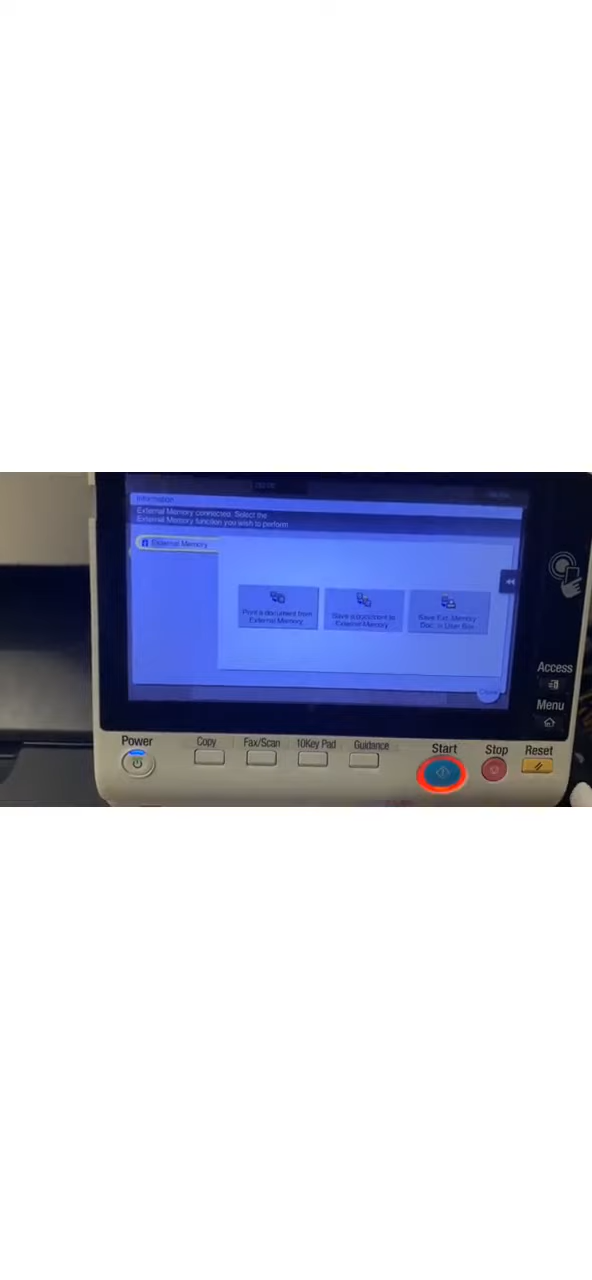 Information
External Memory connected. Select the
External Memory function you wish to perform
External Memory
Print a document from
External Memory
Save a document to
External Memory
Save Ext. Memory
Doc. in User Box
Close
Access
Menu
Power
Copy
Fax/Scan
10Key Pad
Guidance
Start
Stop
Reset